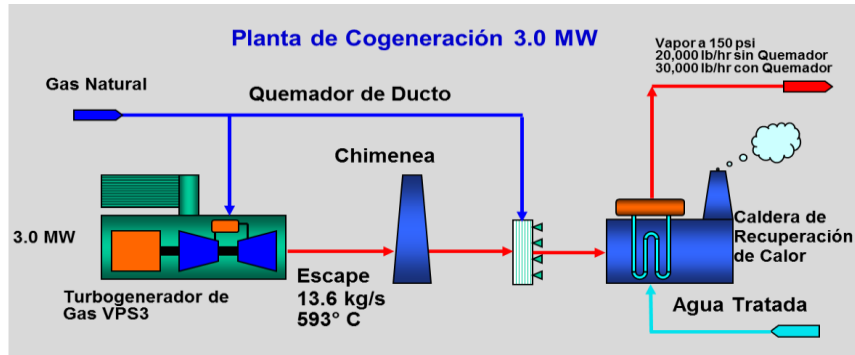 Planta de Cogeneración 3.0 MW
Vapor a 150 psi
20,000 lb/hr sin Quemador
30,000 lb/hr con Quemador
Gas Natural
Quemador de Ducto
Chimenea
3.0 MW
Caldera de
Recuperación
de Calor
Escape
13.6 kg/s
593° C
Turbogenerador de
Gas VPS3
Agua Tratada